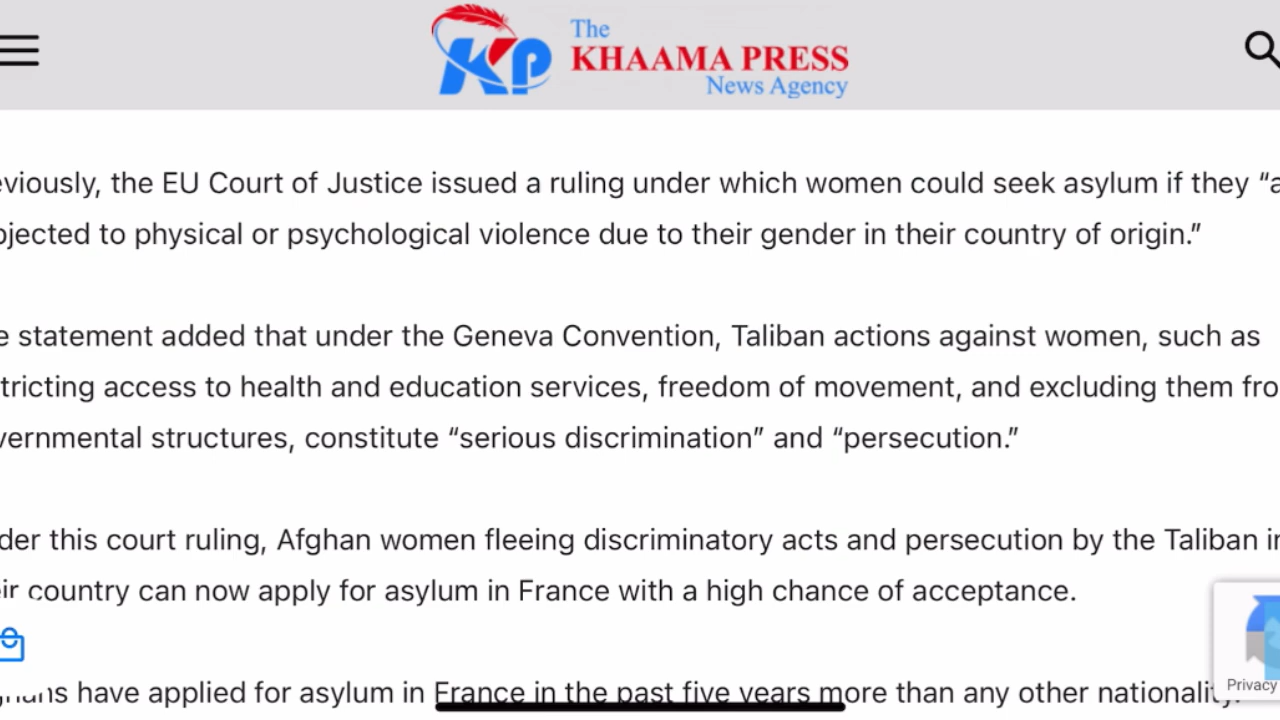 The
KHAAMA PRESS
News Agency
eviously, the EU Court of Justice issued a ruling under which women could seek asylum if they “a
ojected to physical or psychological violence due to their gender in their country of origin.”
e statement added that under the Geneva Convention, Taliban actions against women, such as
tricting access to health and education services, freedom of movement, and excluding them fro
vernmental structures, constitute “serious discrimination” and “persecution.”
der this court ruling, Afghan women fleeing discriminatory acts and persecution by the Taliban in
eir country can now apply for asylum in France with a high chance of acceptance.
have applied for asylum in France in the past five years more than any other nationality.
Privacy